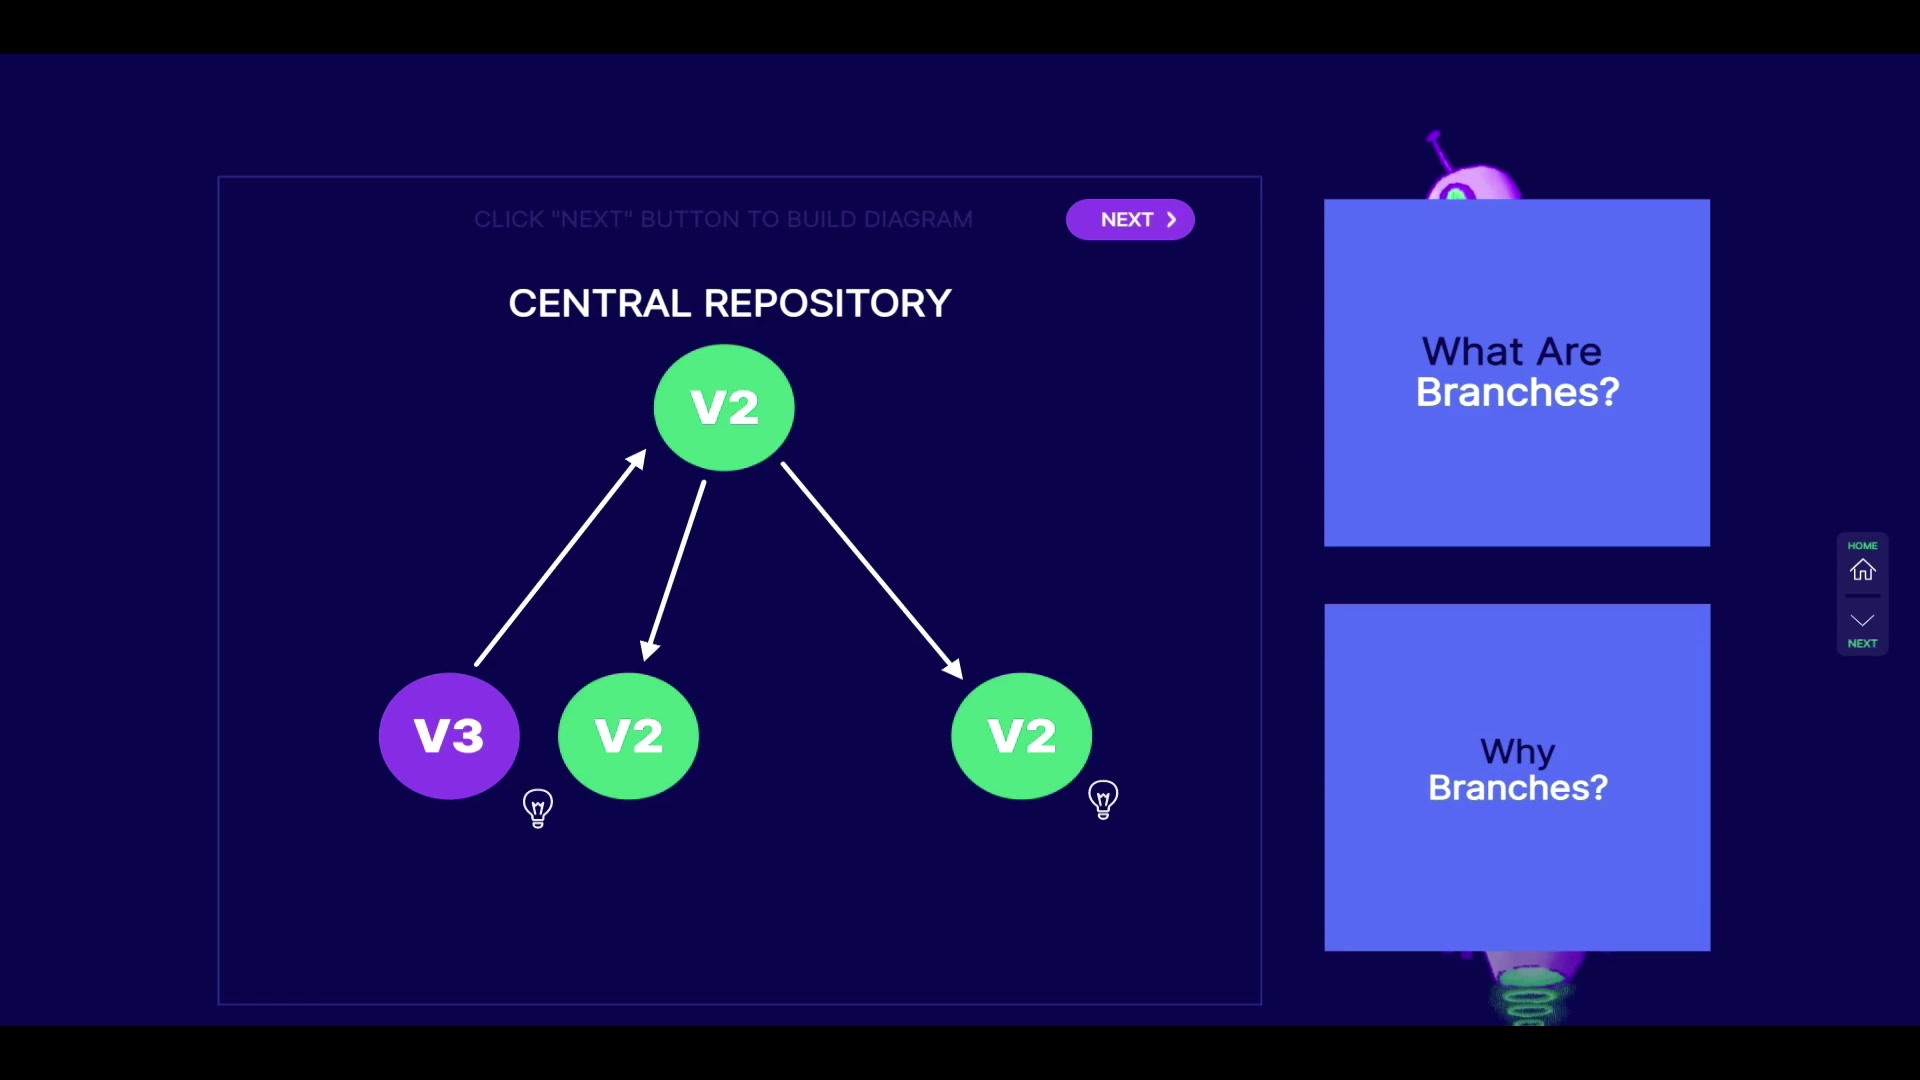 CLICK "NEXT" BUTTON TO BUILD DIAGRAM
NEXT
CENTRAL REPOSITORY
V2
V3
V2
V2
What Are
Branches?
Why
Branches?
HOME
NEXT